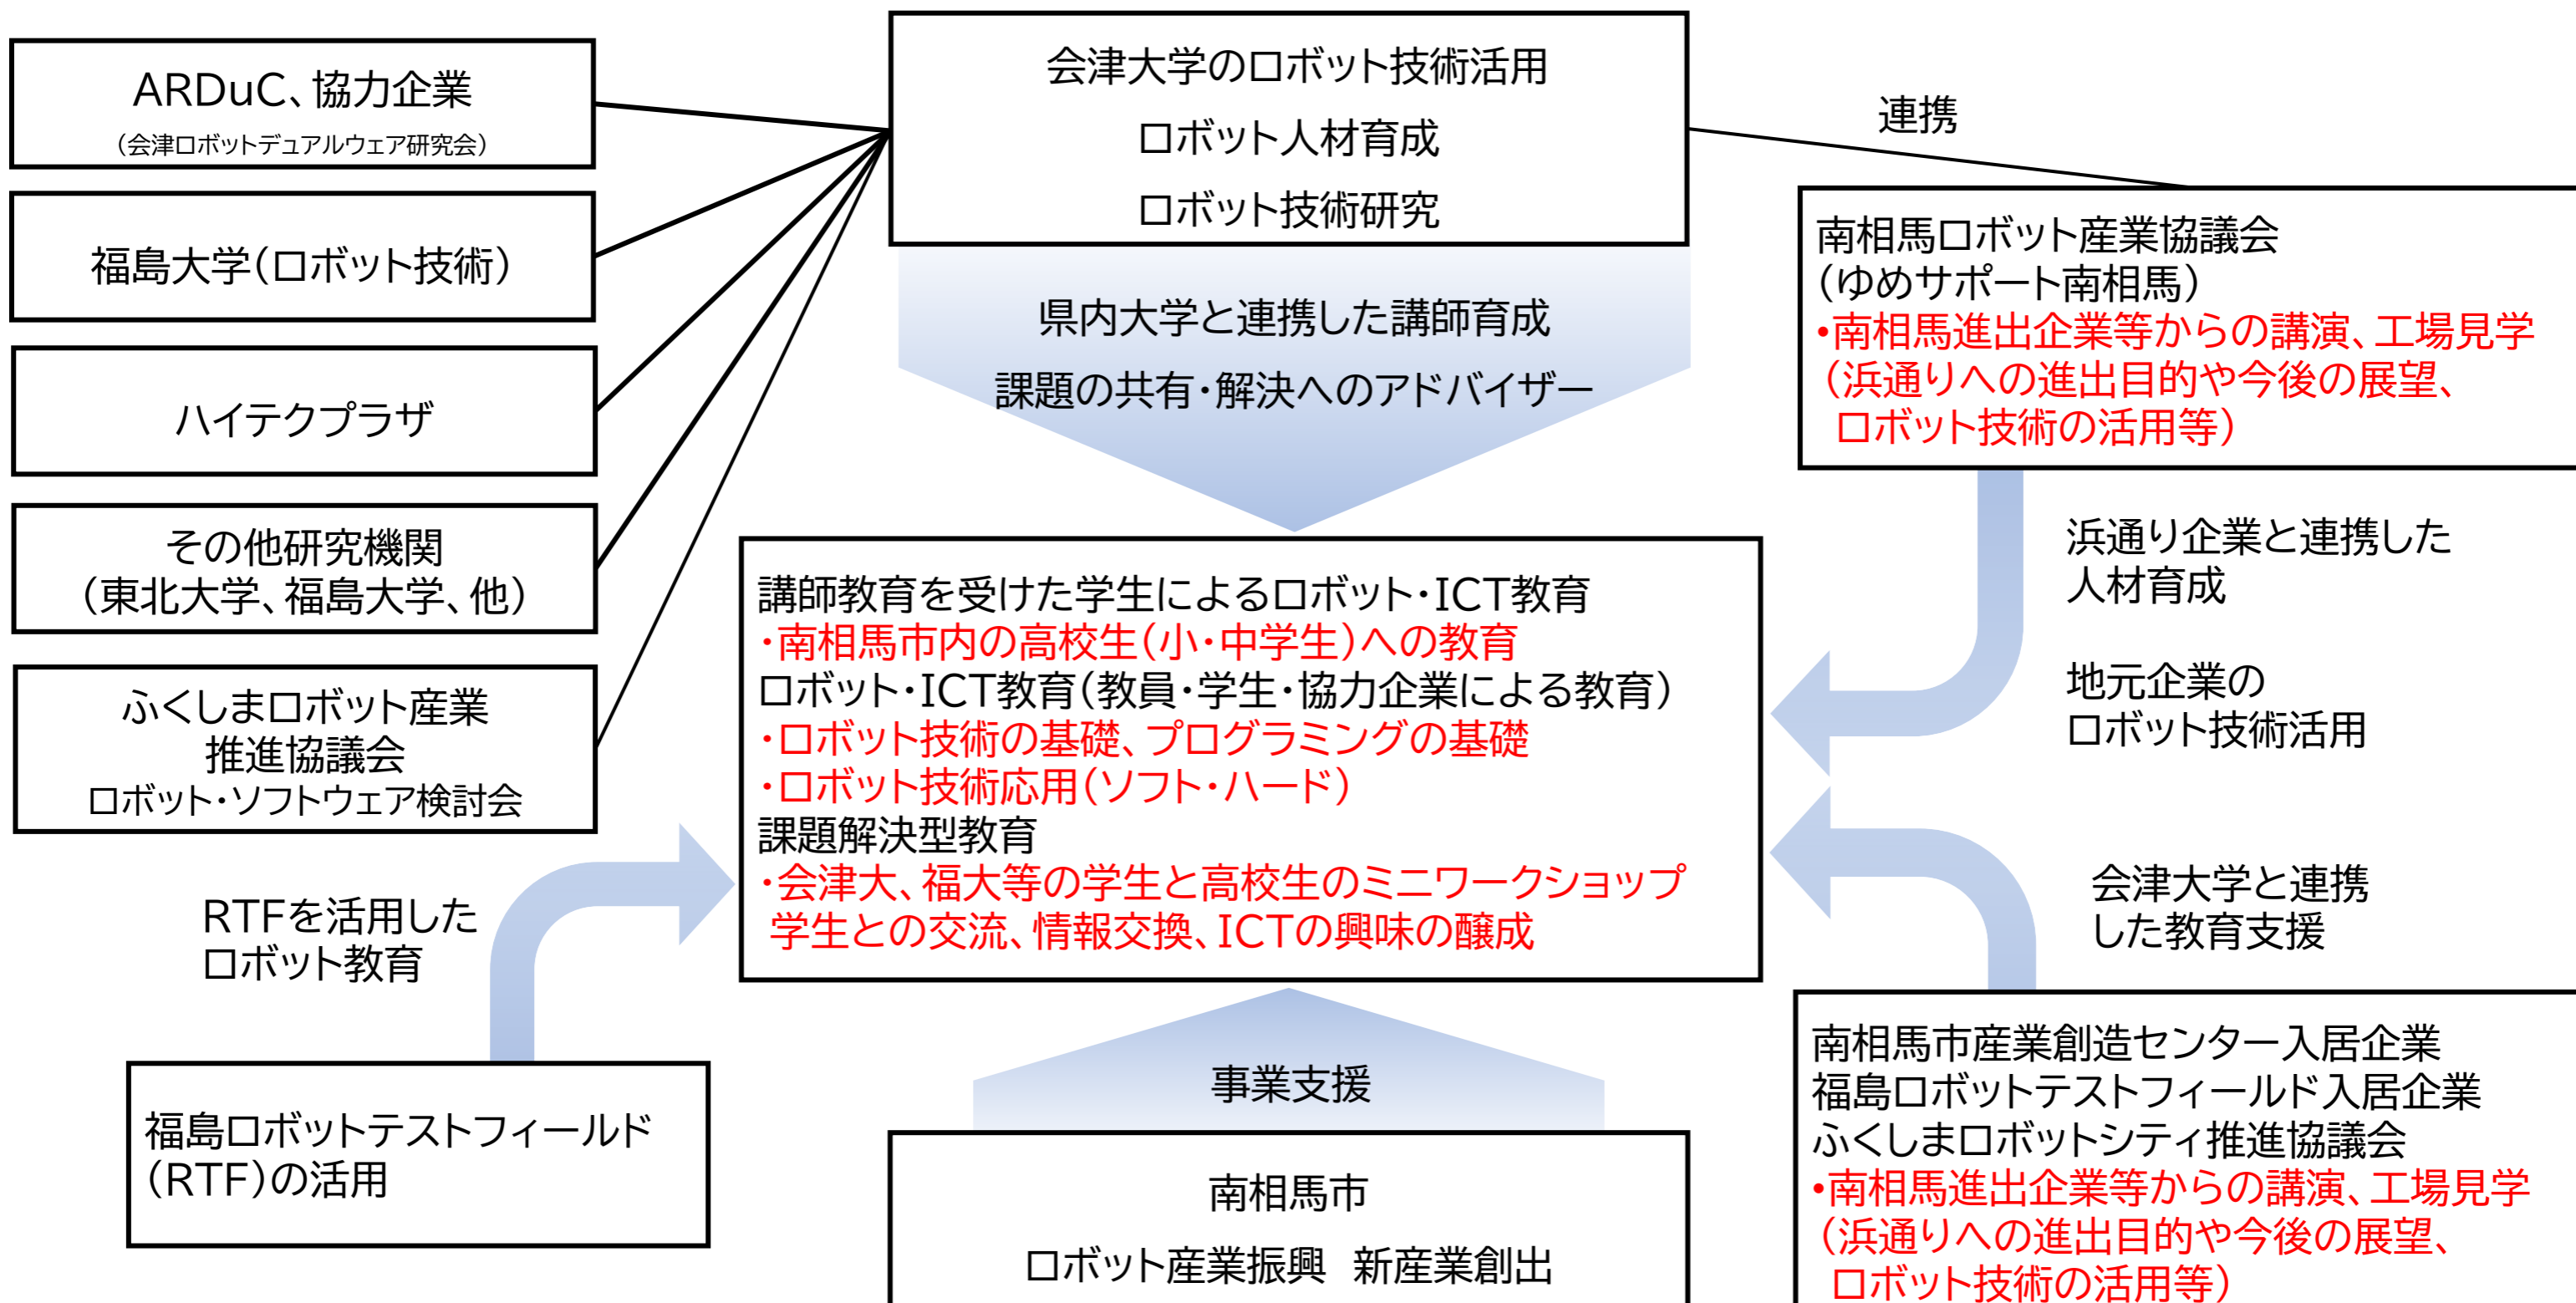 ARDuC、協力企業
（会津ロボットデュアルウェア研究会）
福島大学（ロボット技術）
ハイテクプラザ
その他研究機関
（東北大学、福島大学、他）
ふくしまロボット産業
推進協議会
ロボット・ソフトウェア検討会
会津大学のロボット技術活用
ロボット人材育成
ロボット技術研究
連携
南相馬ロボット産業協議会
（ゆめサポート南相馬）
•南相馬進出企業等からの講演、工場見学
（浜通りへの進出目的や今後の展望、
ロボット技術の活用等）
県内大学と連携した講師育成
課題の共有・解決へのアドバイザー
浜通り企業と連携した
人材育成
地元企業の
ロボット技術活用
講師教育を受けた学生によるロボット・ICT教育
・南相馬市内の高校生（小・中学生）への教育
ロボット・ICT教育（教員・学生・協力企業による教育）
・ロボット技術の基礎、プログラミングの基礎
・ロボット技術応用（ソフト・ハード）
課題解決型教育
・会津大、福大等の学生と高校生のミニワークショップ
学生との交流、情報交換、ICTの興味の醸成
RTFを活用した
ロボット教育
会津大学と連携
した教育支援
福島ロボットテストフィールド
（RTF）の活用
事業支援
南相馬市
ロボット産業振興　新産業創出
南相馬市産業創造センター入居企業
福島ロボットテストフィールド入居企業
ふくしまロボットシティ推進協議会
•南相馬進出企業等からの講演、工場見学
（浜通りへの進出目的や今後の展望、
ロボット技術の活用等）